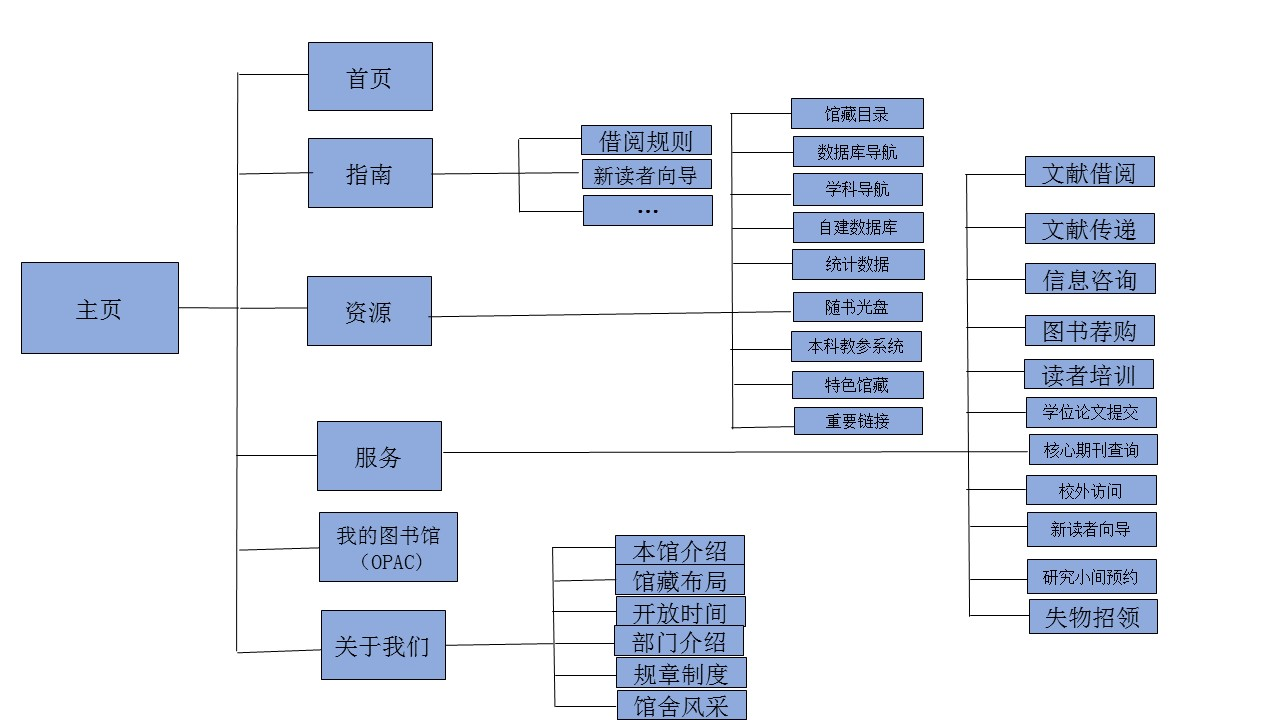 主页
首页
指南
借阅规则
新读者向导
...
资源
馆藏目录
数据库导航
学科导航
自建数据库
统计数据
随书光盘
本科教参系统
特色馆藏
重要链接
服务
文献借阅
文献传递
信息咨询
图书荐购
读者培训
学位论文提交
核心期刊查询
校外访问
新读者向导
研究小间预约
失物招领
我的图书馆
（OPAC)
关于我们
本馆介绍
馆藏布局
开放时间
部门介绍
规章制度
馆舍风采